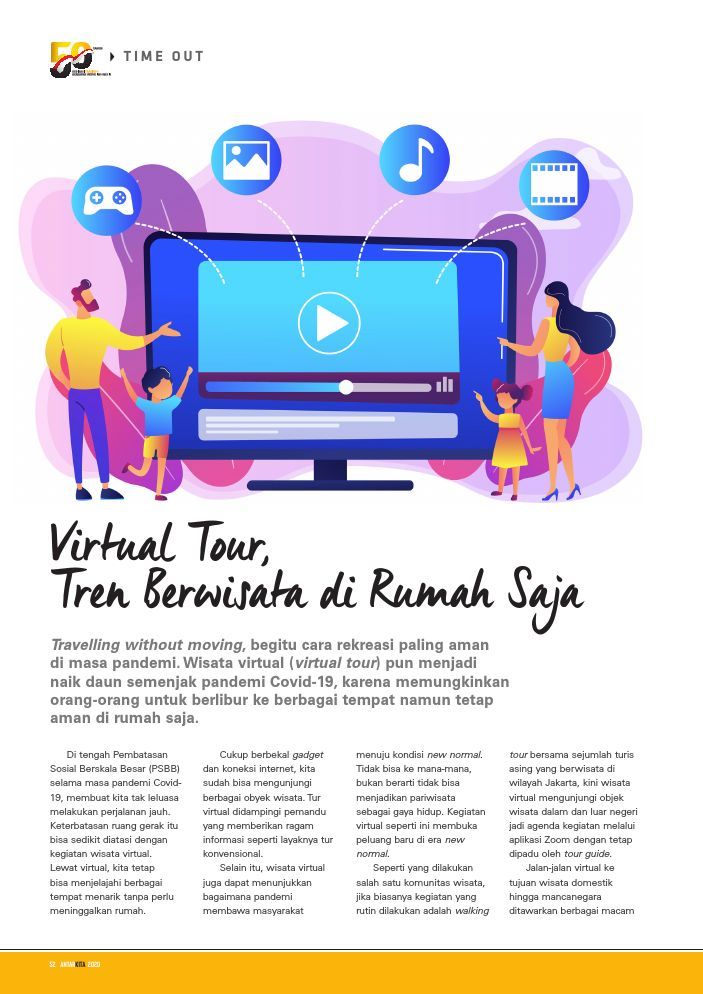 50
TIME OUT
Virtual Tour,
Tren Berwisata di Rumah Saja
Travelling without moving, begitu cara rekreasi paling aman
di masa pandemi. Wisata virtual (virtual tour) pun menjadi
naik daun semenjak pandemi Covid-19, karena memungkinkan
orang-orang untuk berlibur ke berbagai tempat namun tetap
aman di rumah saja.
Di tengah Pembatasan
Sosial Berskala Besar (PSBB)
selama masa pandemi Covid-
19, membuat kita tak leluasa
melakukan perjalanan jauh.
Keterbatasan ruang gerak itu
bisa sedikit diatasi dengan
kegiatan wisata virtual.
Lewat virtual, kita tetap
bisa menjelajahi berbagai
tempat menarik tanpa perlu
meninggalkan rumah.
Cukup berbekal gadget
dan koneksi internet, kita
sudah bisa mengunjungi
berbagai obyek wisata. Tur
virtual didampingi pemandu
yang memberikan ragam
informasi seperti layaknya tur
konvensional.
Selain itu, wisata virtual
juga dapat menunjukkan
bagaimana pandemi
membawa masyarakat
menuju kondisi new normal.
Tidak bisa ke mana-mana,
bukan berarti tidak bisa
menjadikan pariwisata
sebagai gaya hidup. Kegiatan
virtual seperti ini membuka
peluang baru di era new
normal.
Seperti yang dilakukan
salah satu komunitas wisata,
jika biasanya kegiatan yang
rutin dilakukan adalah walking
tour bersama sejumlah turis
asing yang berwisata di
wilayah Jakarta, kini wisata
virtual mengunjungi objek
wisata dalam dan luar negeri
jadi agenda kegiatan melalui
aplikasi Zoom dengan tetap
dipadu oleh tour guide.
Jalan-jalan virtual ke
tujuan wisata domestik
hingga mancanegara
ditawarkan berbagai macam
52 ANTARKITA 2020